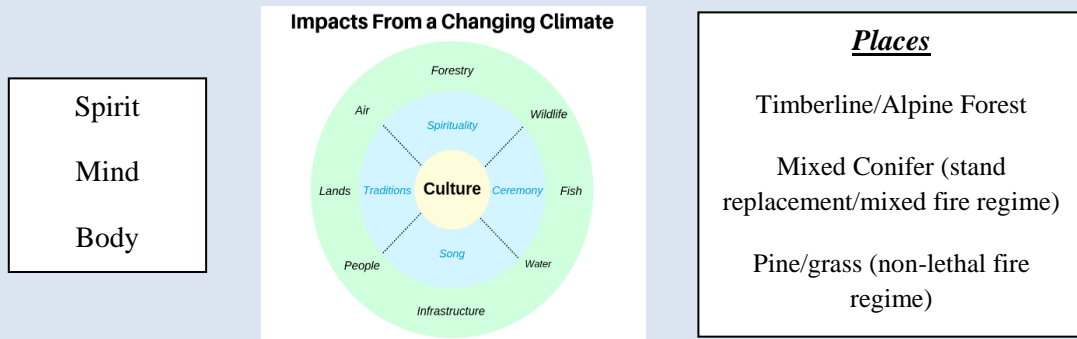 Spirit
Mind
Body
Impacts From a Changing Climate
Forestry
Air
Wildlife
Spirituality
Lands
Traditions
Culture
Ceremony
Fish
Song
People
Water
Infrastructure
Places
Timberline/Alpine Forest
Mixed Conifer (stand
replacement/mixed fire regime)
Pine/grass (non-lethal fire
regime)